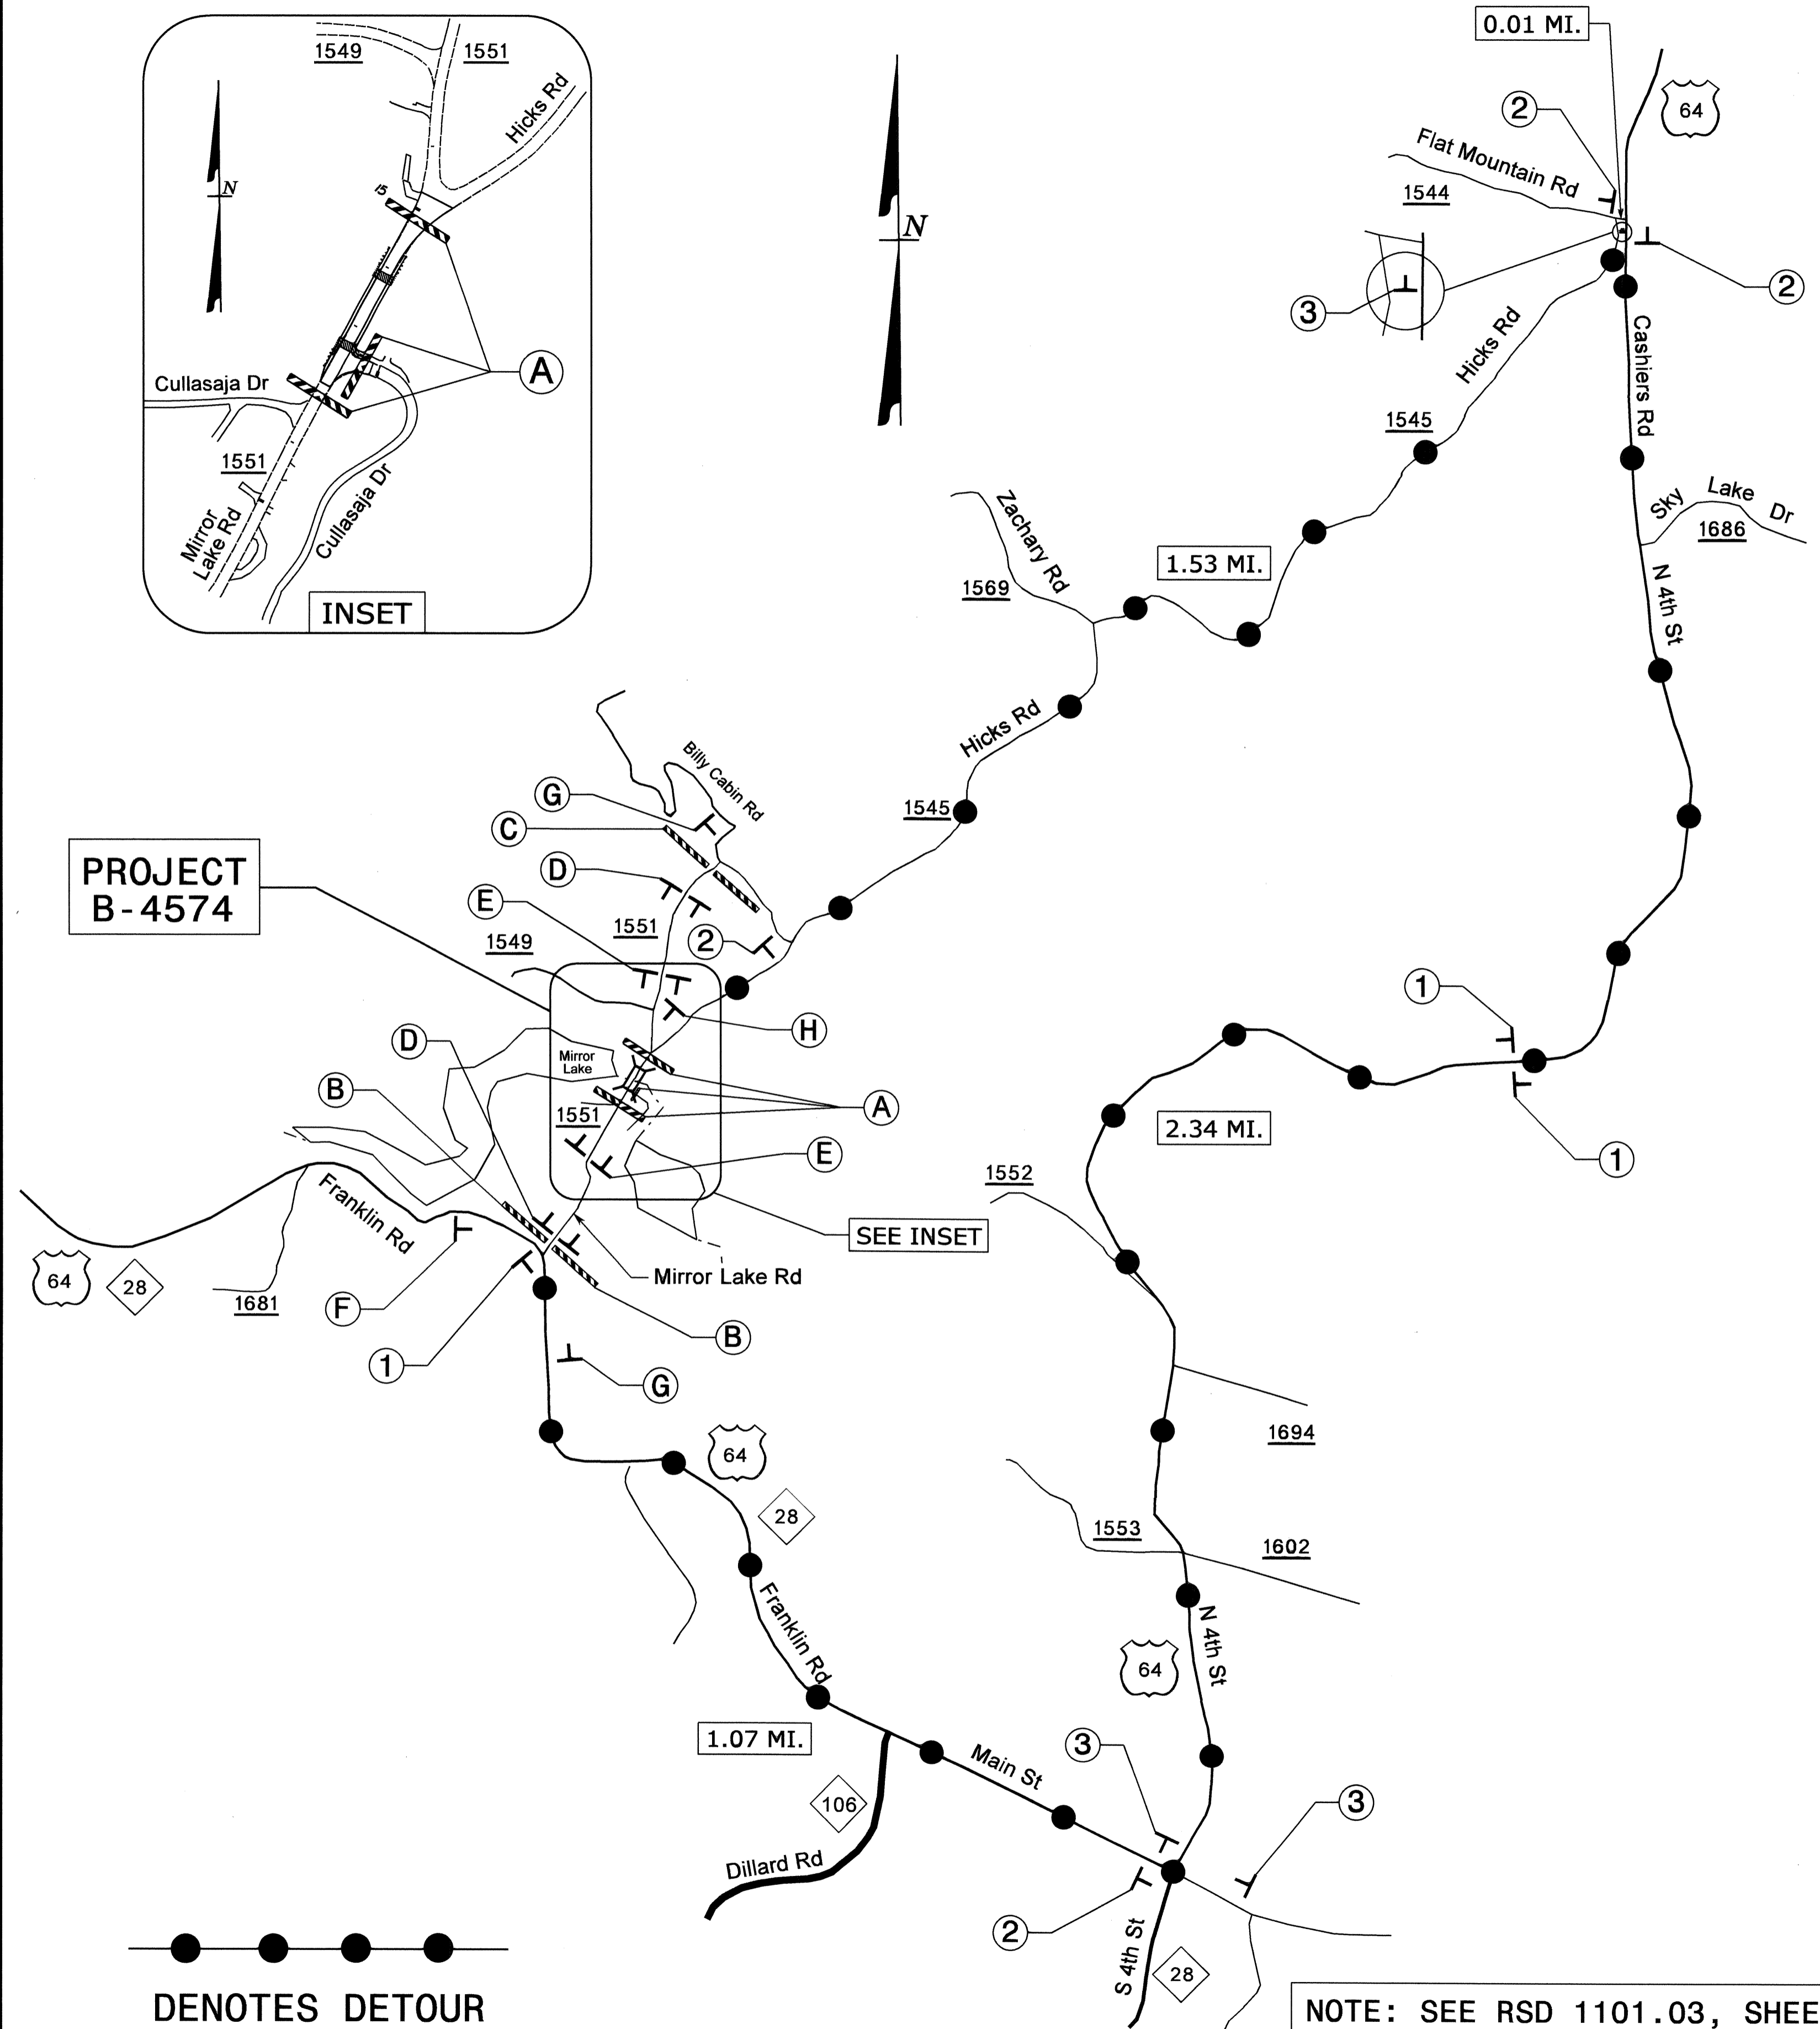 1549
1551
Hicks Rd
N
15
A
Cullasaja Dr
1551
Mirror
Lake Rd
Cullasaja Dr
INSET
N
0.01 MI.
64
2
Flat Mountain Rd
1544
2
3
Hicks Rd
Cashiers Rd
1545
Sky Lake Dr
1686
Zachary Rd
1.53 MI.
1569
N 4th St
Hicks Rd
Billy Cabin Rd
G
C
1545
PROJECT
B-4574
D
E
1551
2
1549
1
H
D
Mirror
Lake
B
A
1551
2.34 MI.
E
1
1552
Franklin Rd
SEE INSET
64
28
1681
Mirror Lake Rd
F
B
1
G
64
1694
28
1553
1602
Franklin Rd
N 4th St
64
1.07 MI.
Main St
3
106
3
Dillard Rd
2
S 4th St
28
DENOTES DETOUR
NOTE: SEE RSD 1101.03, SHEE